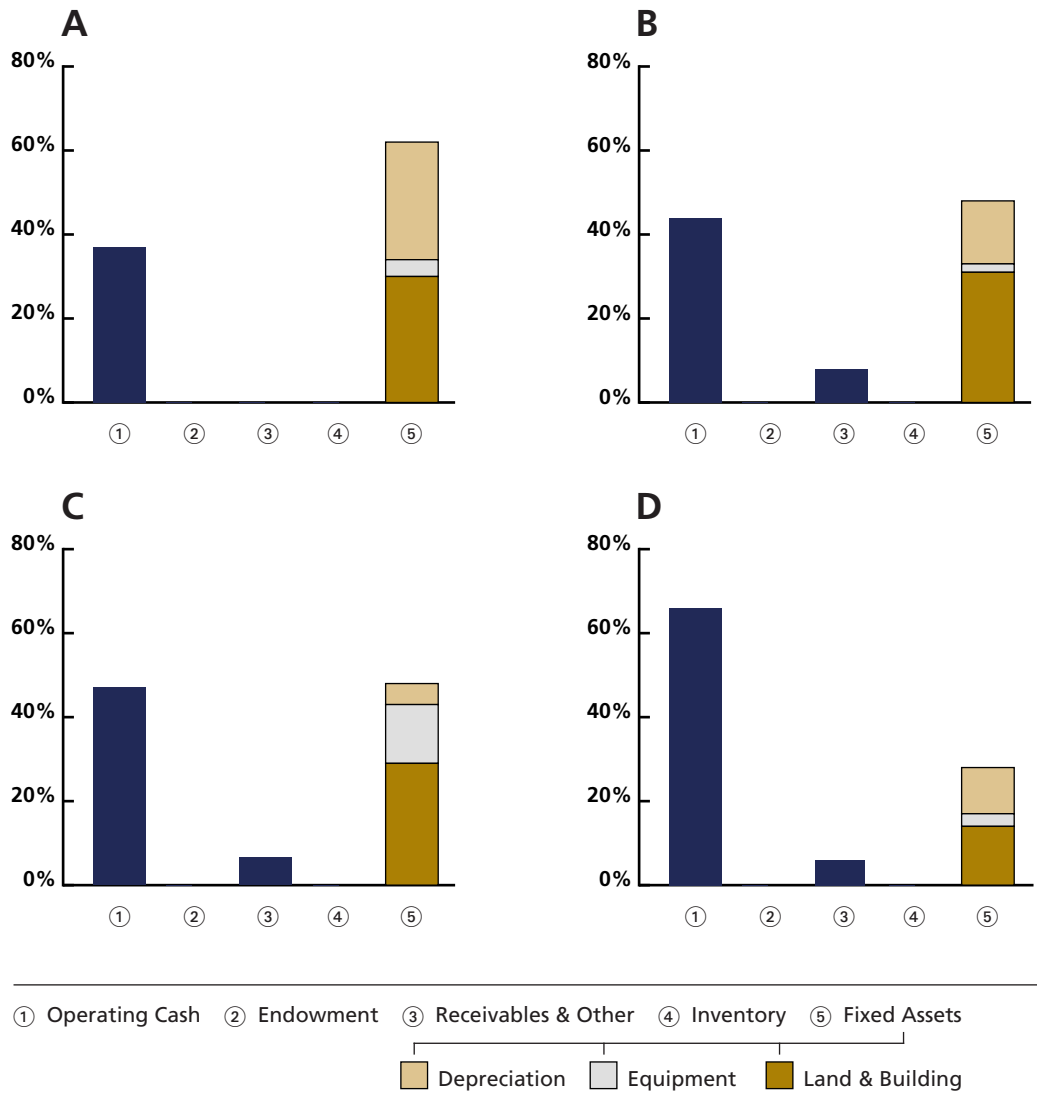 A
80%
60%
40%
20%
0%
① ② ③ ④ ⑤
B
80%
60%
40%
20%
0%
① ② ③ ④ ⑤
C
80%
60%
40%
20%
0%
① ② ③ ④ ⑤
D
80%
60%
40%
20%
0%
① ② ③ ④ ⑤
① Operating Cash ② Endowment ③ Receivables & Other ④ Inventory ⑤ Fixed Assets
Depreciation Equipment Land & Building